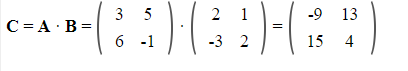 C = A · B = ( 3 5 ) · ( 2 1 ) = ( -9 13 )
6 -1 -3 2 15 4